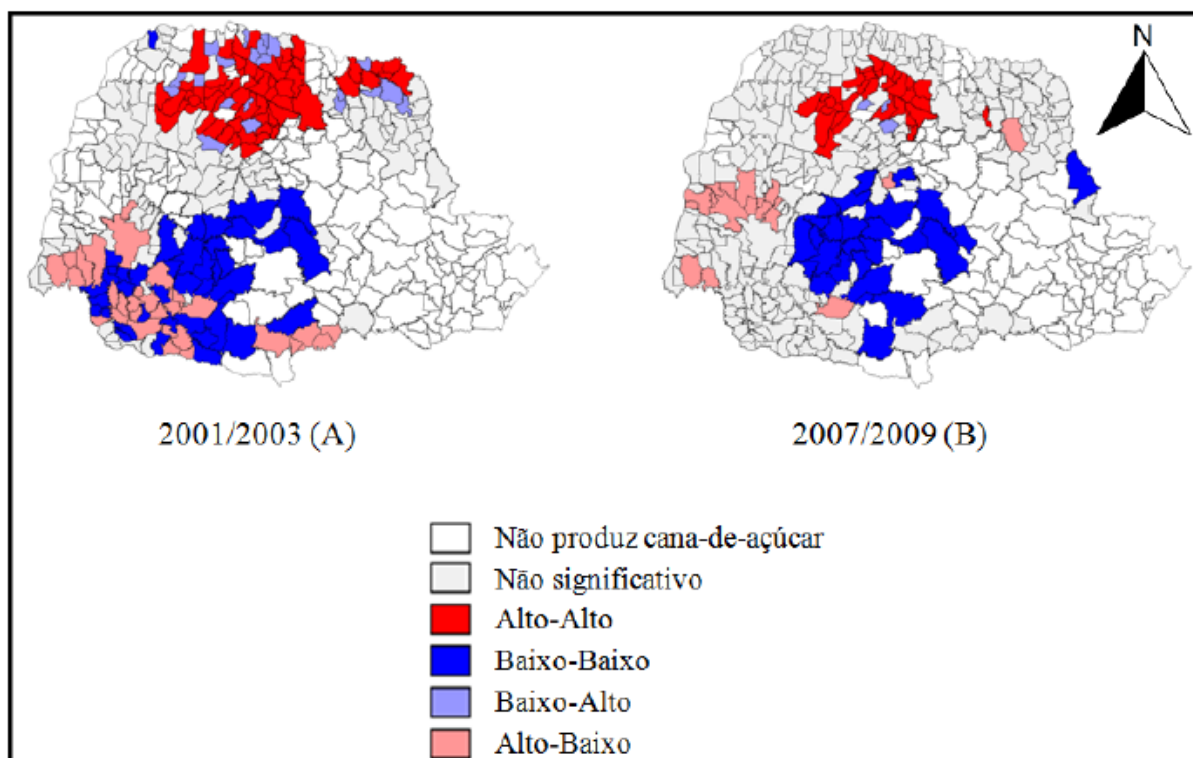 N
2001/2003 (A)
2007/2009 (B)
Não produz cana-de-açúcar
Não significativo
Alto-Alto
Baixo-Baixo
Baixo-Alto
Alto-Baixo